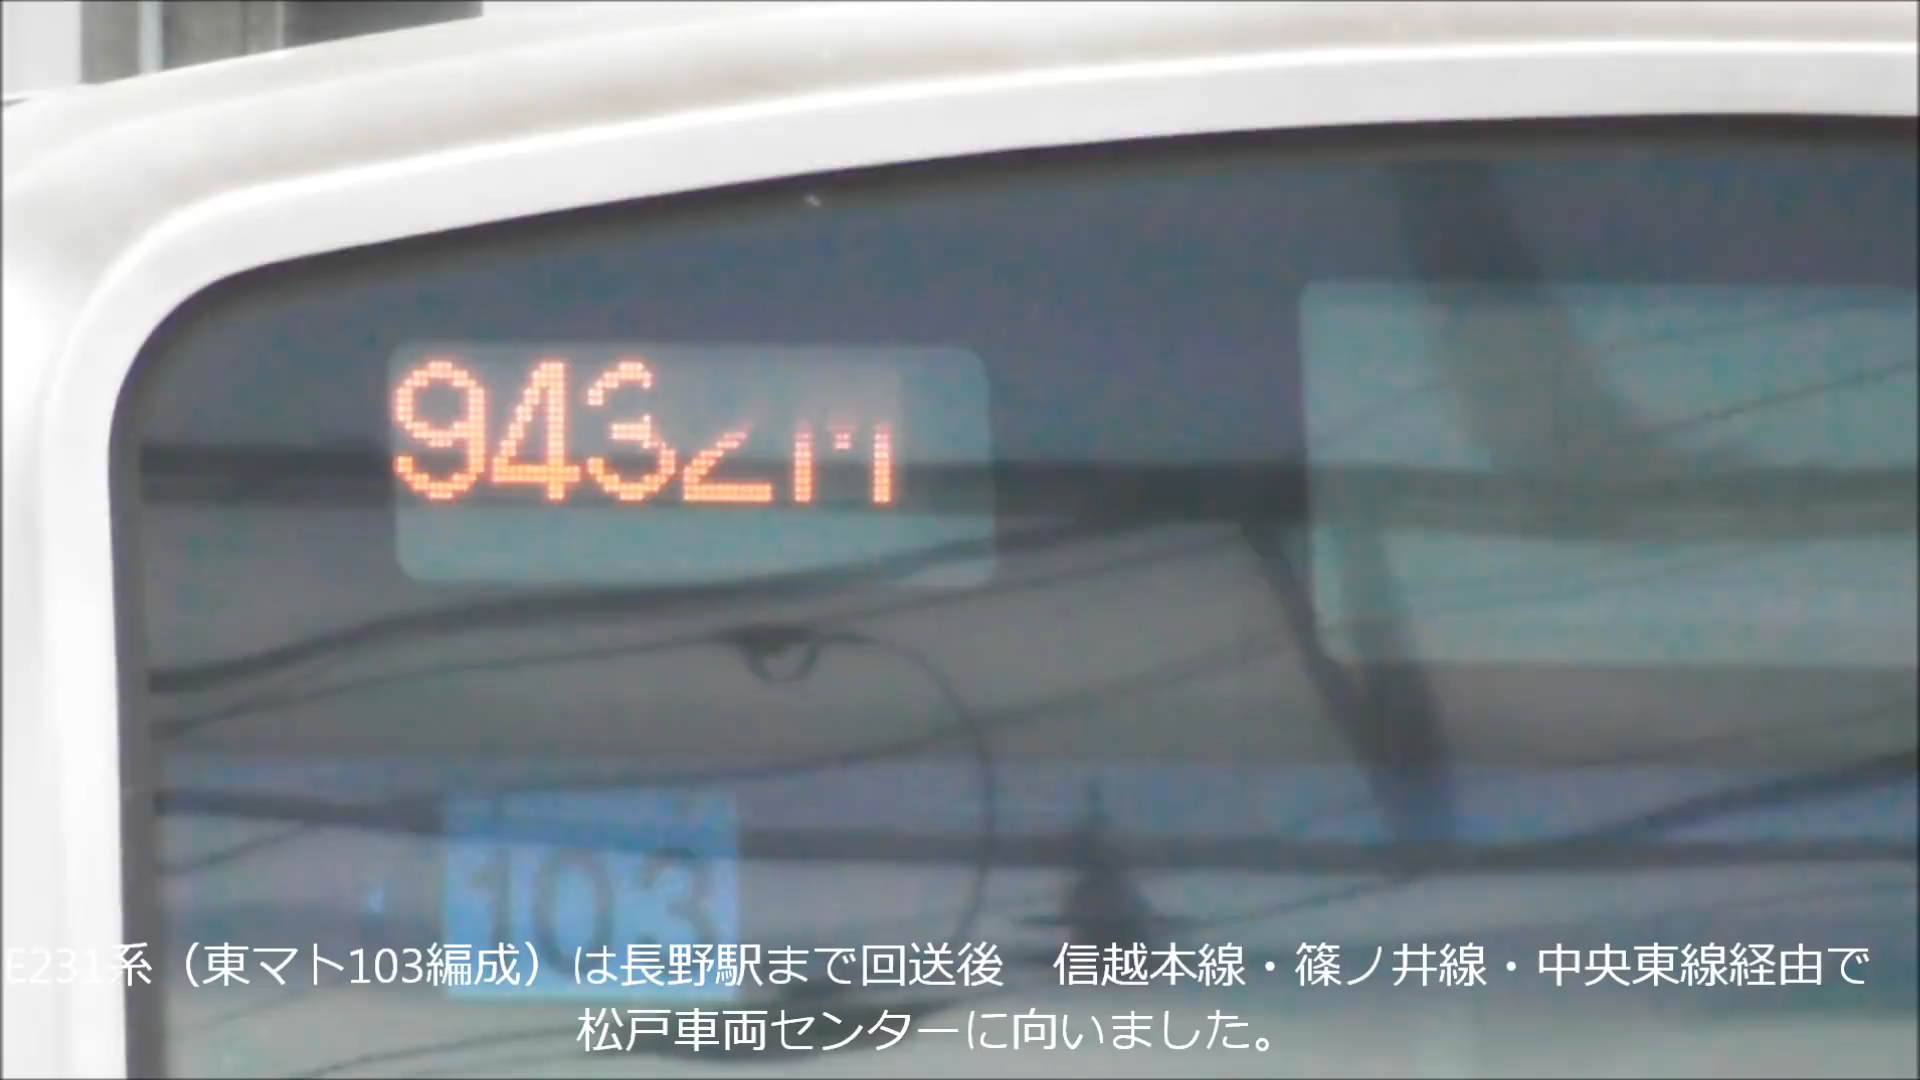 9432M
103
E231系（東マト103編成）は長野駅まで回送後　信越本線・篠ノ井線・中央東線経由で
松戸車両センターに向いました。